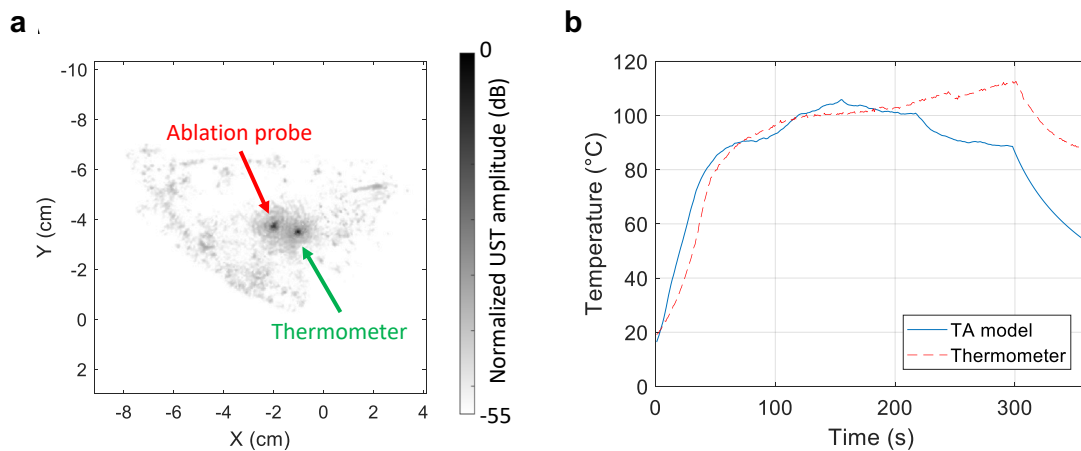 a
Ablation probe
Thermometer
-10
-8
-6
-4
-2
0
2
Y (cm)
-8 -6 -4 -2 0 2 4
X (cm)
0
-55
Normalized UST amplitude (dB)
b
120
100
80
60
40
20
0
Temperature (°C)
0 100 200 300
Time (s)
TA model
Thermometer